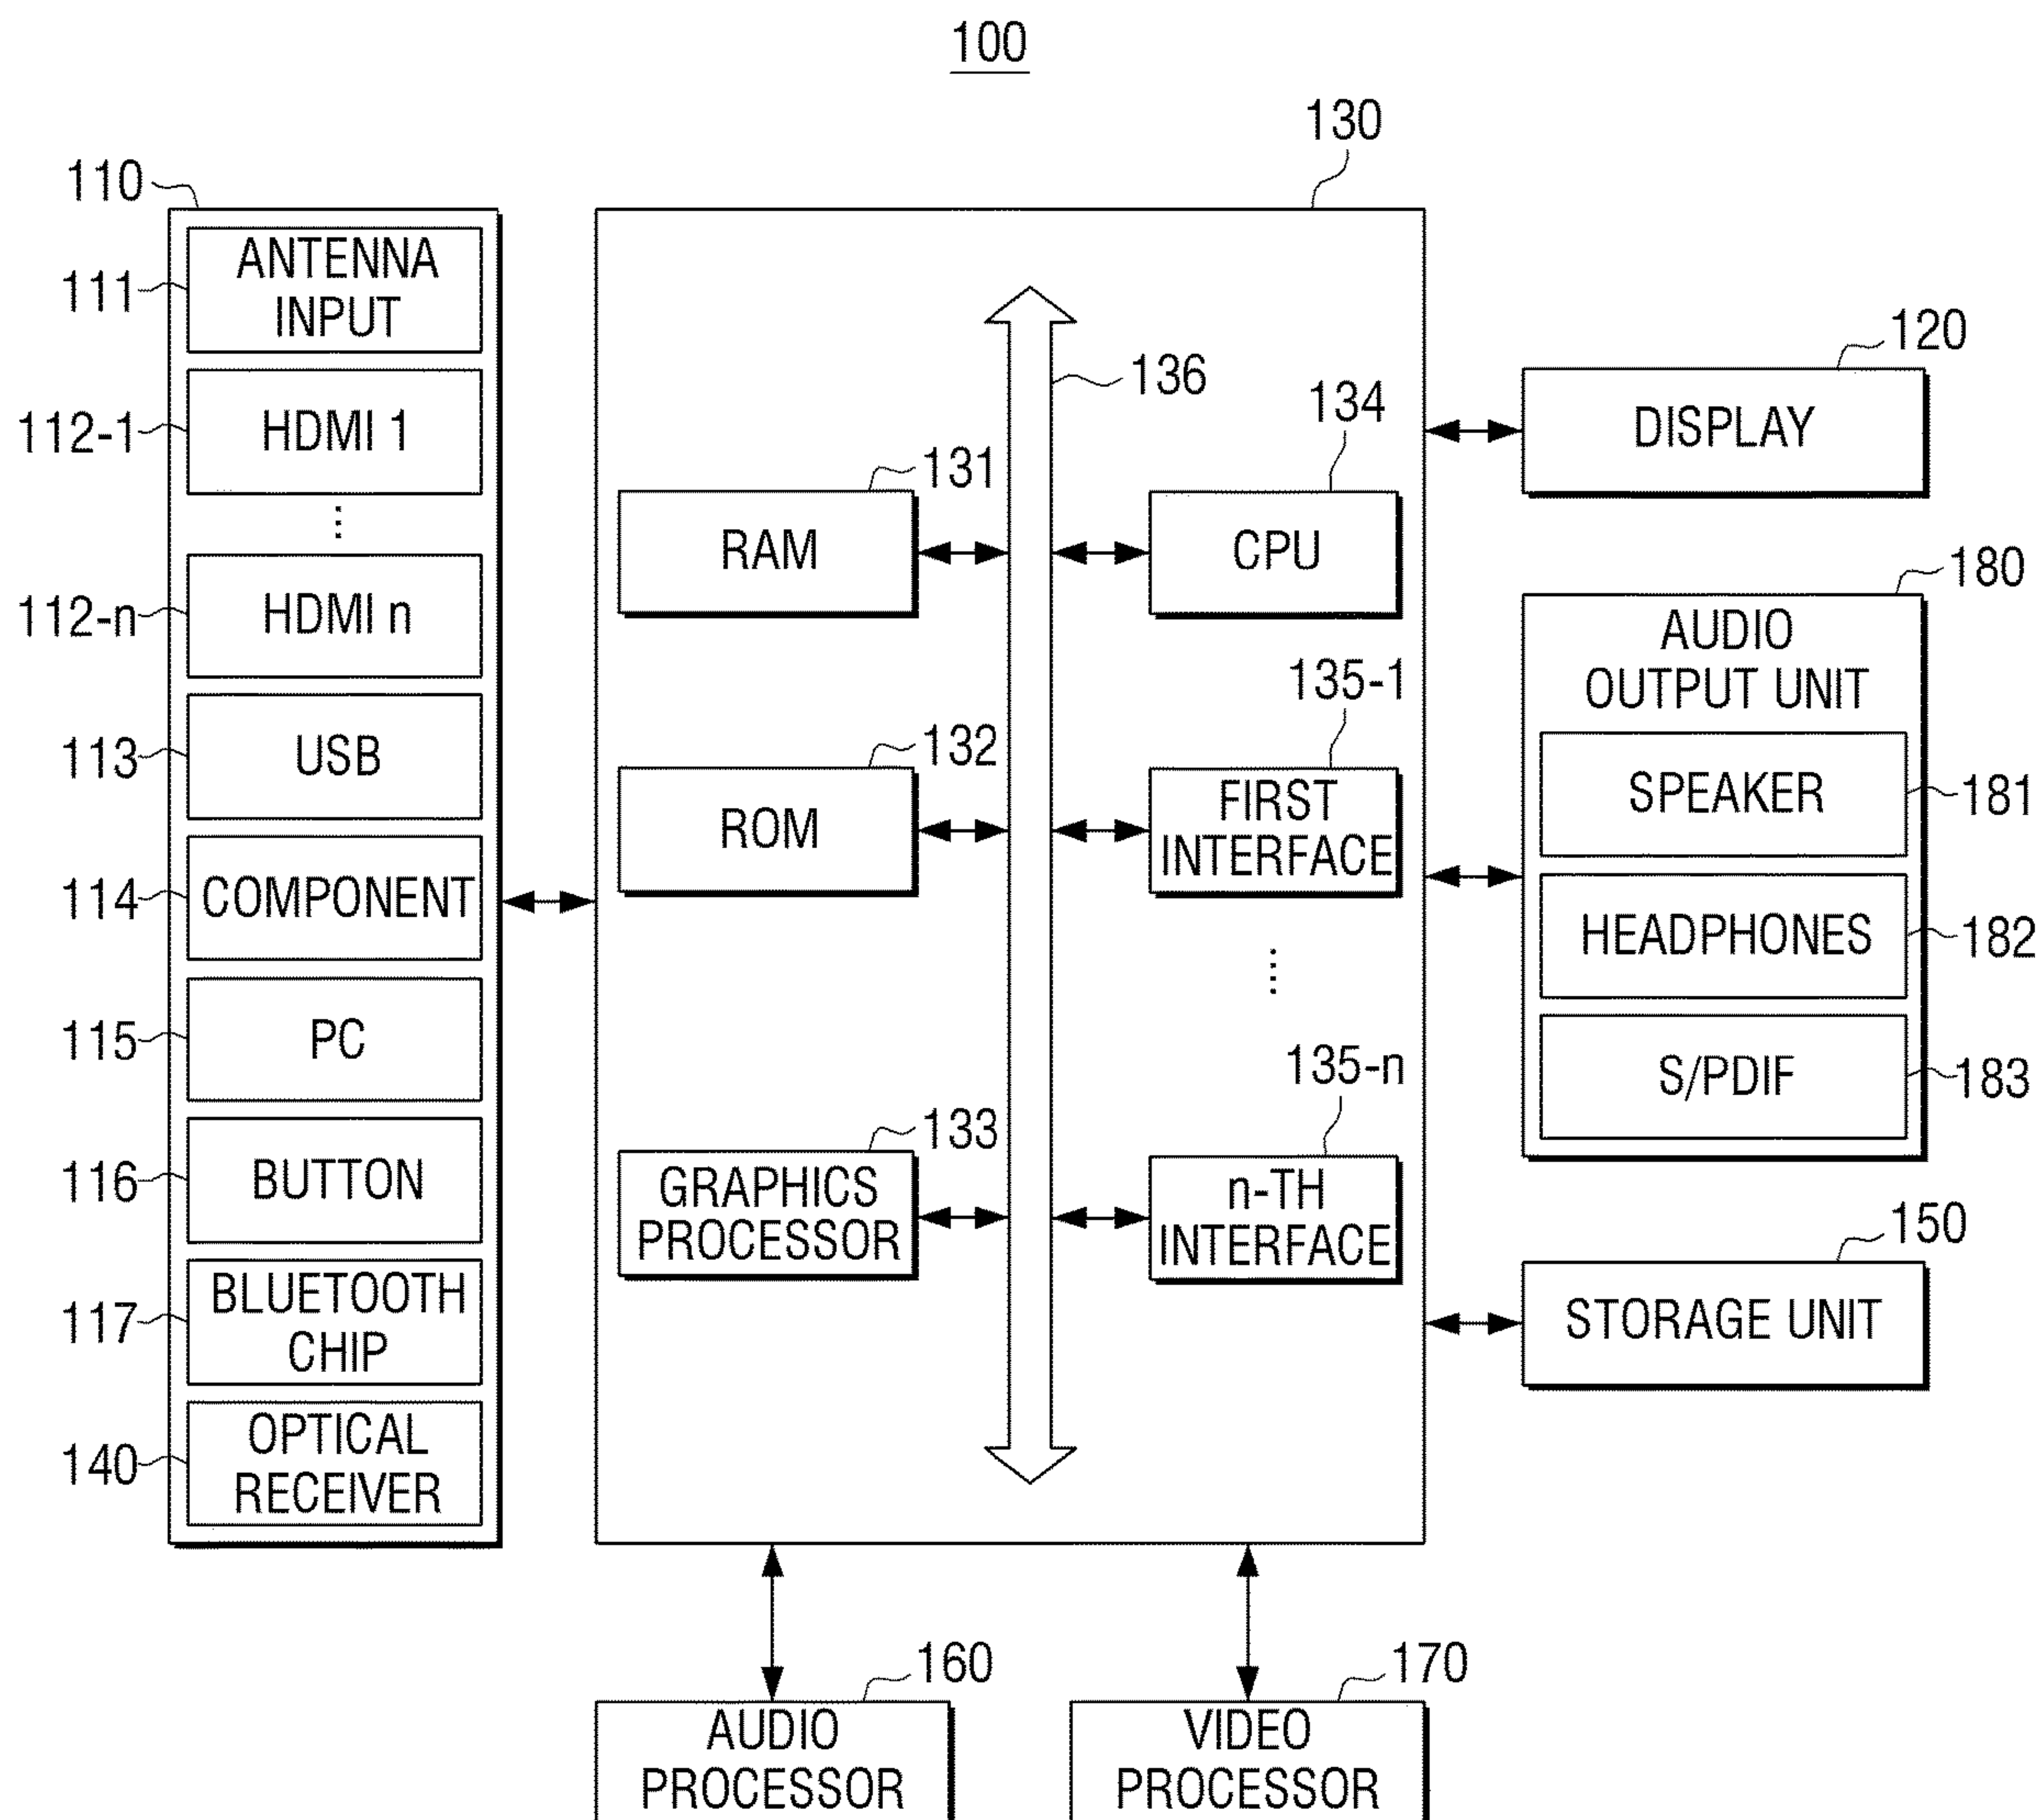 100
130
110
ANTENNA
INPUT
111
HDMI 1
112-1
⋮
HDMI n
112-n
USB
113
COMPONENT
114
PC
115
BUTTON
116
BLUETOOTH
CHIP
117
OPTICAL
RECEIVER
140
136
131
RAM
132
ROM
133
GRAPHICS
PROCESSOR
134
CPU
135-1
FIRST
INTERFACE
⋮
135-n
n-TH
INTERFACE
120
DISPLAY
180
AUDIO
OUTPUT UNIT
SPEAKER
181
HEADPHONES
182
S/PDIF
183
150
STORAGE UNIT
160
AUDIO
PROCESSOR
170
VIDEO
PROCESSOR